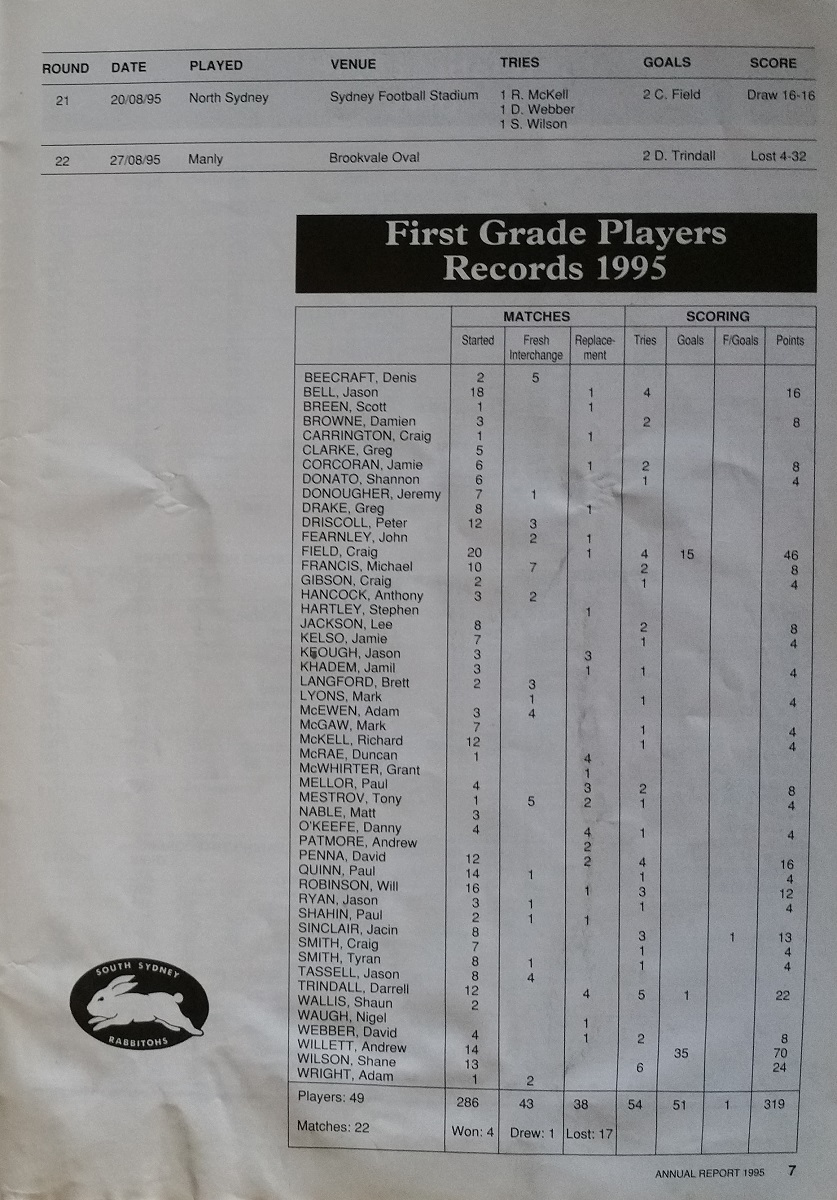 ROUND DATE PLAYED VENUE TRIES GOALS SCORE
21 20/08/95 North Sydney Sydney Football Stadium 1 R. McKell 2 C. Field Draw 16-16
1 D. Webber
1 S. Wilson
22 27/08/95 Manly Brookvale Oval 2 D. Trindall Lost 4-32
First Grade Players
Records 1995
MATCHES SCORING
Started Fresh Interchange Replace-ment Tries Goals F/Goals Points
BEECRAFT, Denis 2 5
BELL, Jason 18 1 4 16
BREEN, Scott 1 1
BROWNE, Damien 3 2 8
CARRINGTON, Craig 1 1
CLARKE, Greg 5
CORCORAN, Jamie 6 1 2 8
DONATO, Shannon 6 1 4
DONOUGHER, Jeremy 7 1
DRAKE, Greg 8 1
DRISCOLL, Peter 12 3
FEARNLEY, John 2 1
FIELD, Craig 20 1 4 15 46
FRANCIS, Michael 10 7 2 8
GIBSON, Craig 2 1 4
HANCOCK, Anthony 3 2
HARTLEY, Stephen 1
JACKSON, Lee 8 2 8
KELSO, Jamie 7 1 4
KEOUGH, Jason 3 3
KHADEM, Jamil 3 1 1 4
LANGFORD, Brett 2 3
LYONS, Mark 1 1 4
McEWEN, Adam 3 4
McGAW, Mark 7 1 4
McKELL, Richard 12 1 4
McRAE, Duncan 1 4
McWHIRTER, Grant 1
MELLOR, Paul 4 3 2 8
MESTROV, Tony 1 5 2 1 4
NABLE, Matt 3
O'KEEFE, Danny 4 4 1 4
PATMORE, Andrew 2
PENNA, David 12 2 4 16
QUINN, Paul 14 1 1 4
ROBINSON, Will 16 1 3 12
RYAN, Jason 3 1 1 4
SHAHIN, Paul 2 1 1
SINCLAIR, Jacin 8 3 1 13
SMITH, Craig 7 1 4
SMITH, Tyran 8 1 1 4
TASSELL, Jason 8 4
TRINDALL, Darrell 12 4 5 1 22
WALLIS, Shaun 2
WAUGH, Nigel 1
WEBBER, David 4 1 2 8
WILLETT, Andrew 14 35 70
WILSON, Shane 13 6 24
WRIGHT, Adam 1 2
Players: 49 286 43 38 54 51 1 319
Matches: 22 Won: 4 Drew: 1 Lost: 17
SOUTH SYDNEY
RABBITOHS
ANNUAL REPORT 1995 7